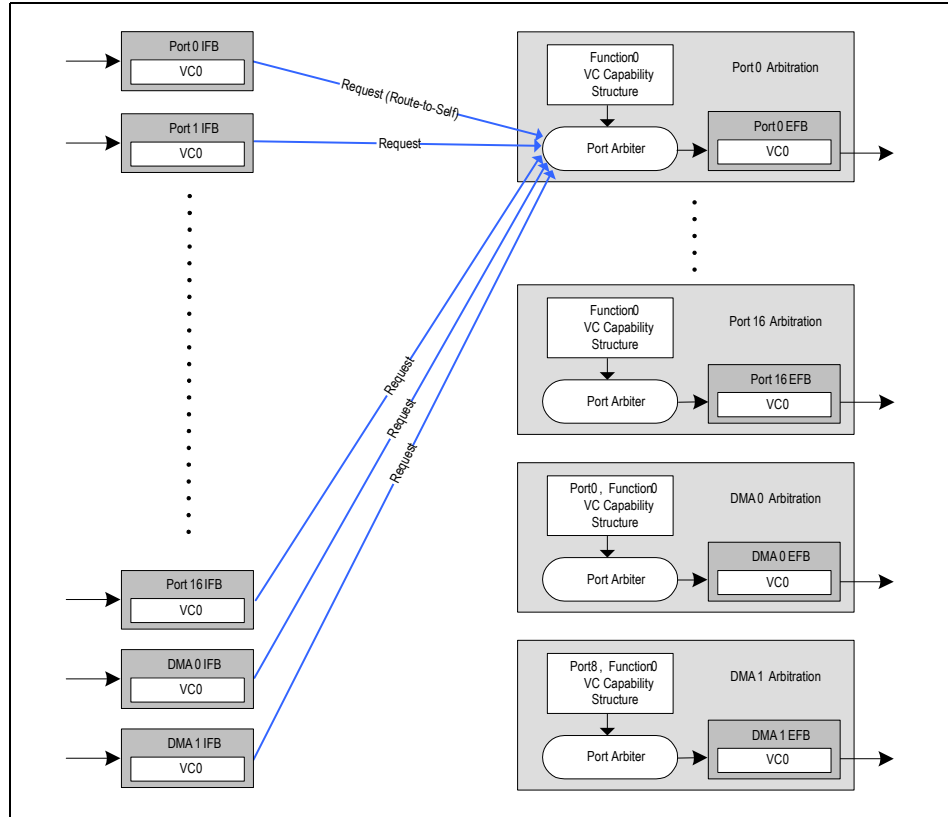 Port 0 IFB
VC0
Port 1 IFB
VC0
Port 16 IFB
VC0
DMA 0 IFB
VC0
DMA 1 IFB
VC0
Request (Route-to-Self)
Request
Request
Request
Request
Port 0 Arbitration
Function0
VC Capability
Structure
Port Arbiter
Port 0 EFB
VC0
Port 16 Arbitration
Function0
VC Capability
Structure
Port Arbiter
Port 16 EFB
VC0
DMA 0 Arbitration
Port0, Function0
VC Capability
Structure
Port Arbiter
DMA 0 EFB
VC0
DMA 1 Arbitration
Port8, Function0
VC Capability
Structure
Port Arbiter
DMA 1 EFB
VC0